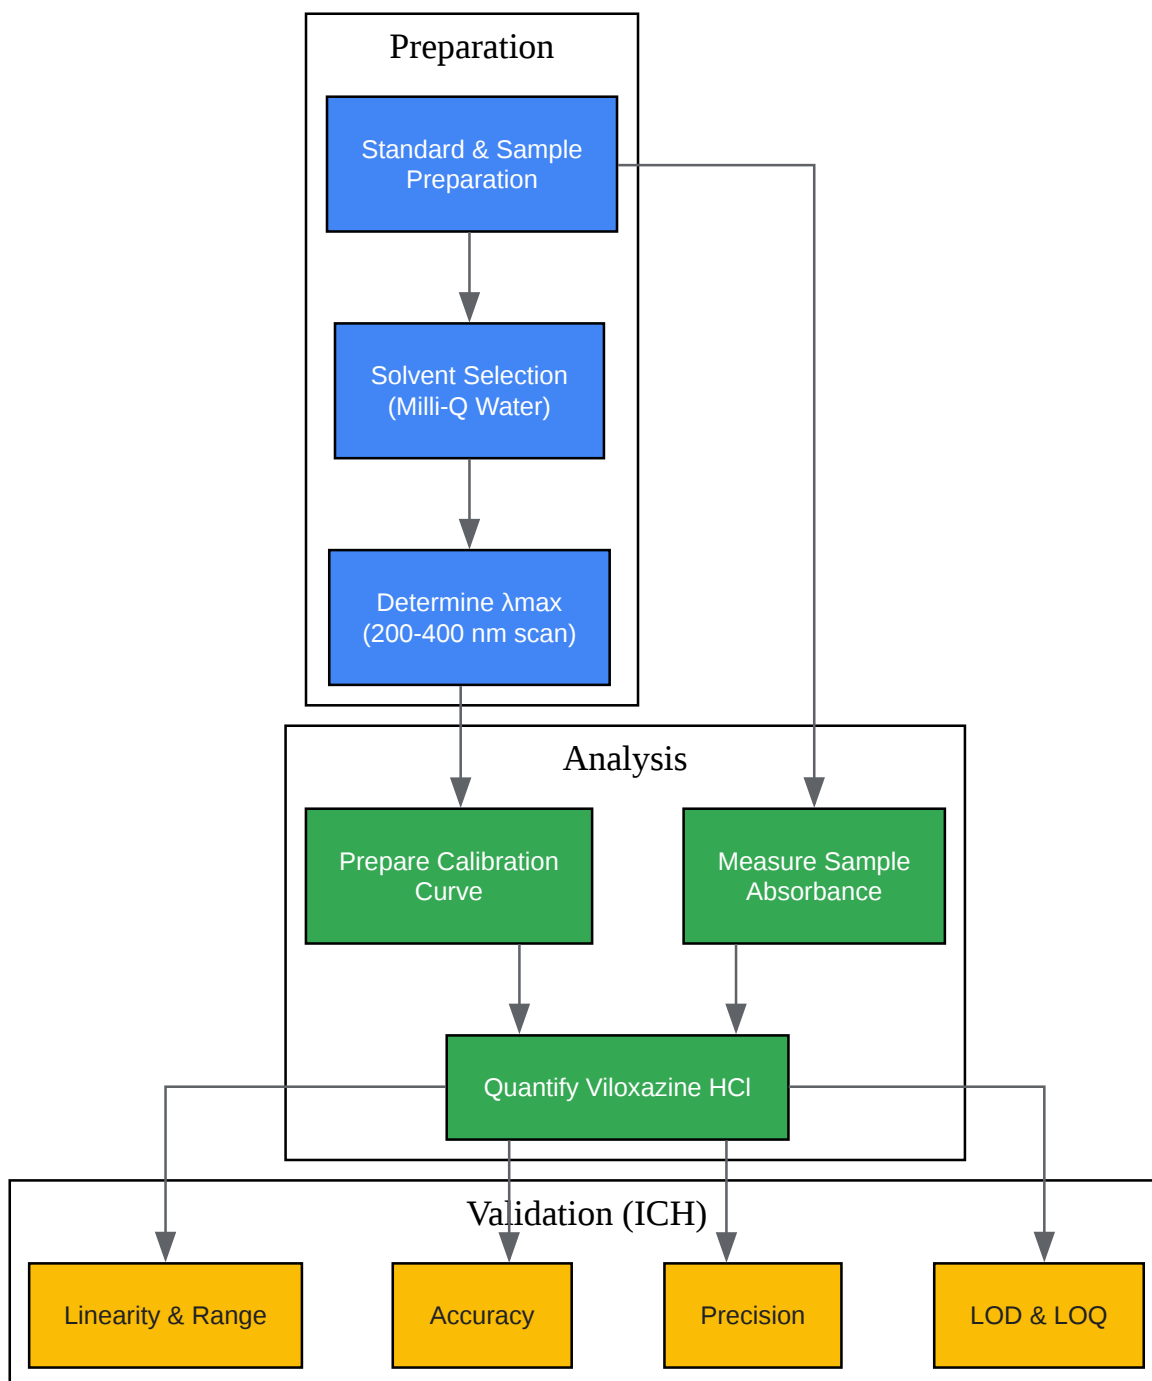 Preparation
Standard & Sample
Preparation
Solvent Selection
(Milli-Q Water)
Determine λmax
(200-400 nm scan)
Analysis
Prepare Calibration
Curve
Measure Sample
Absorbance
Quantify Viloxazine HCl
Validation (ICH)
Linearity & Range
Accuracy
Precision
LOD & LOQ